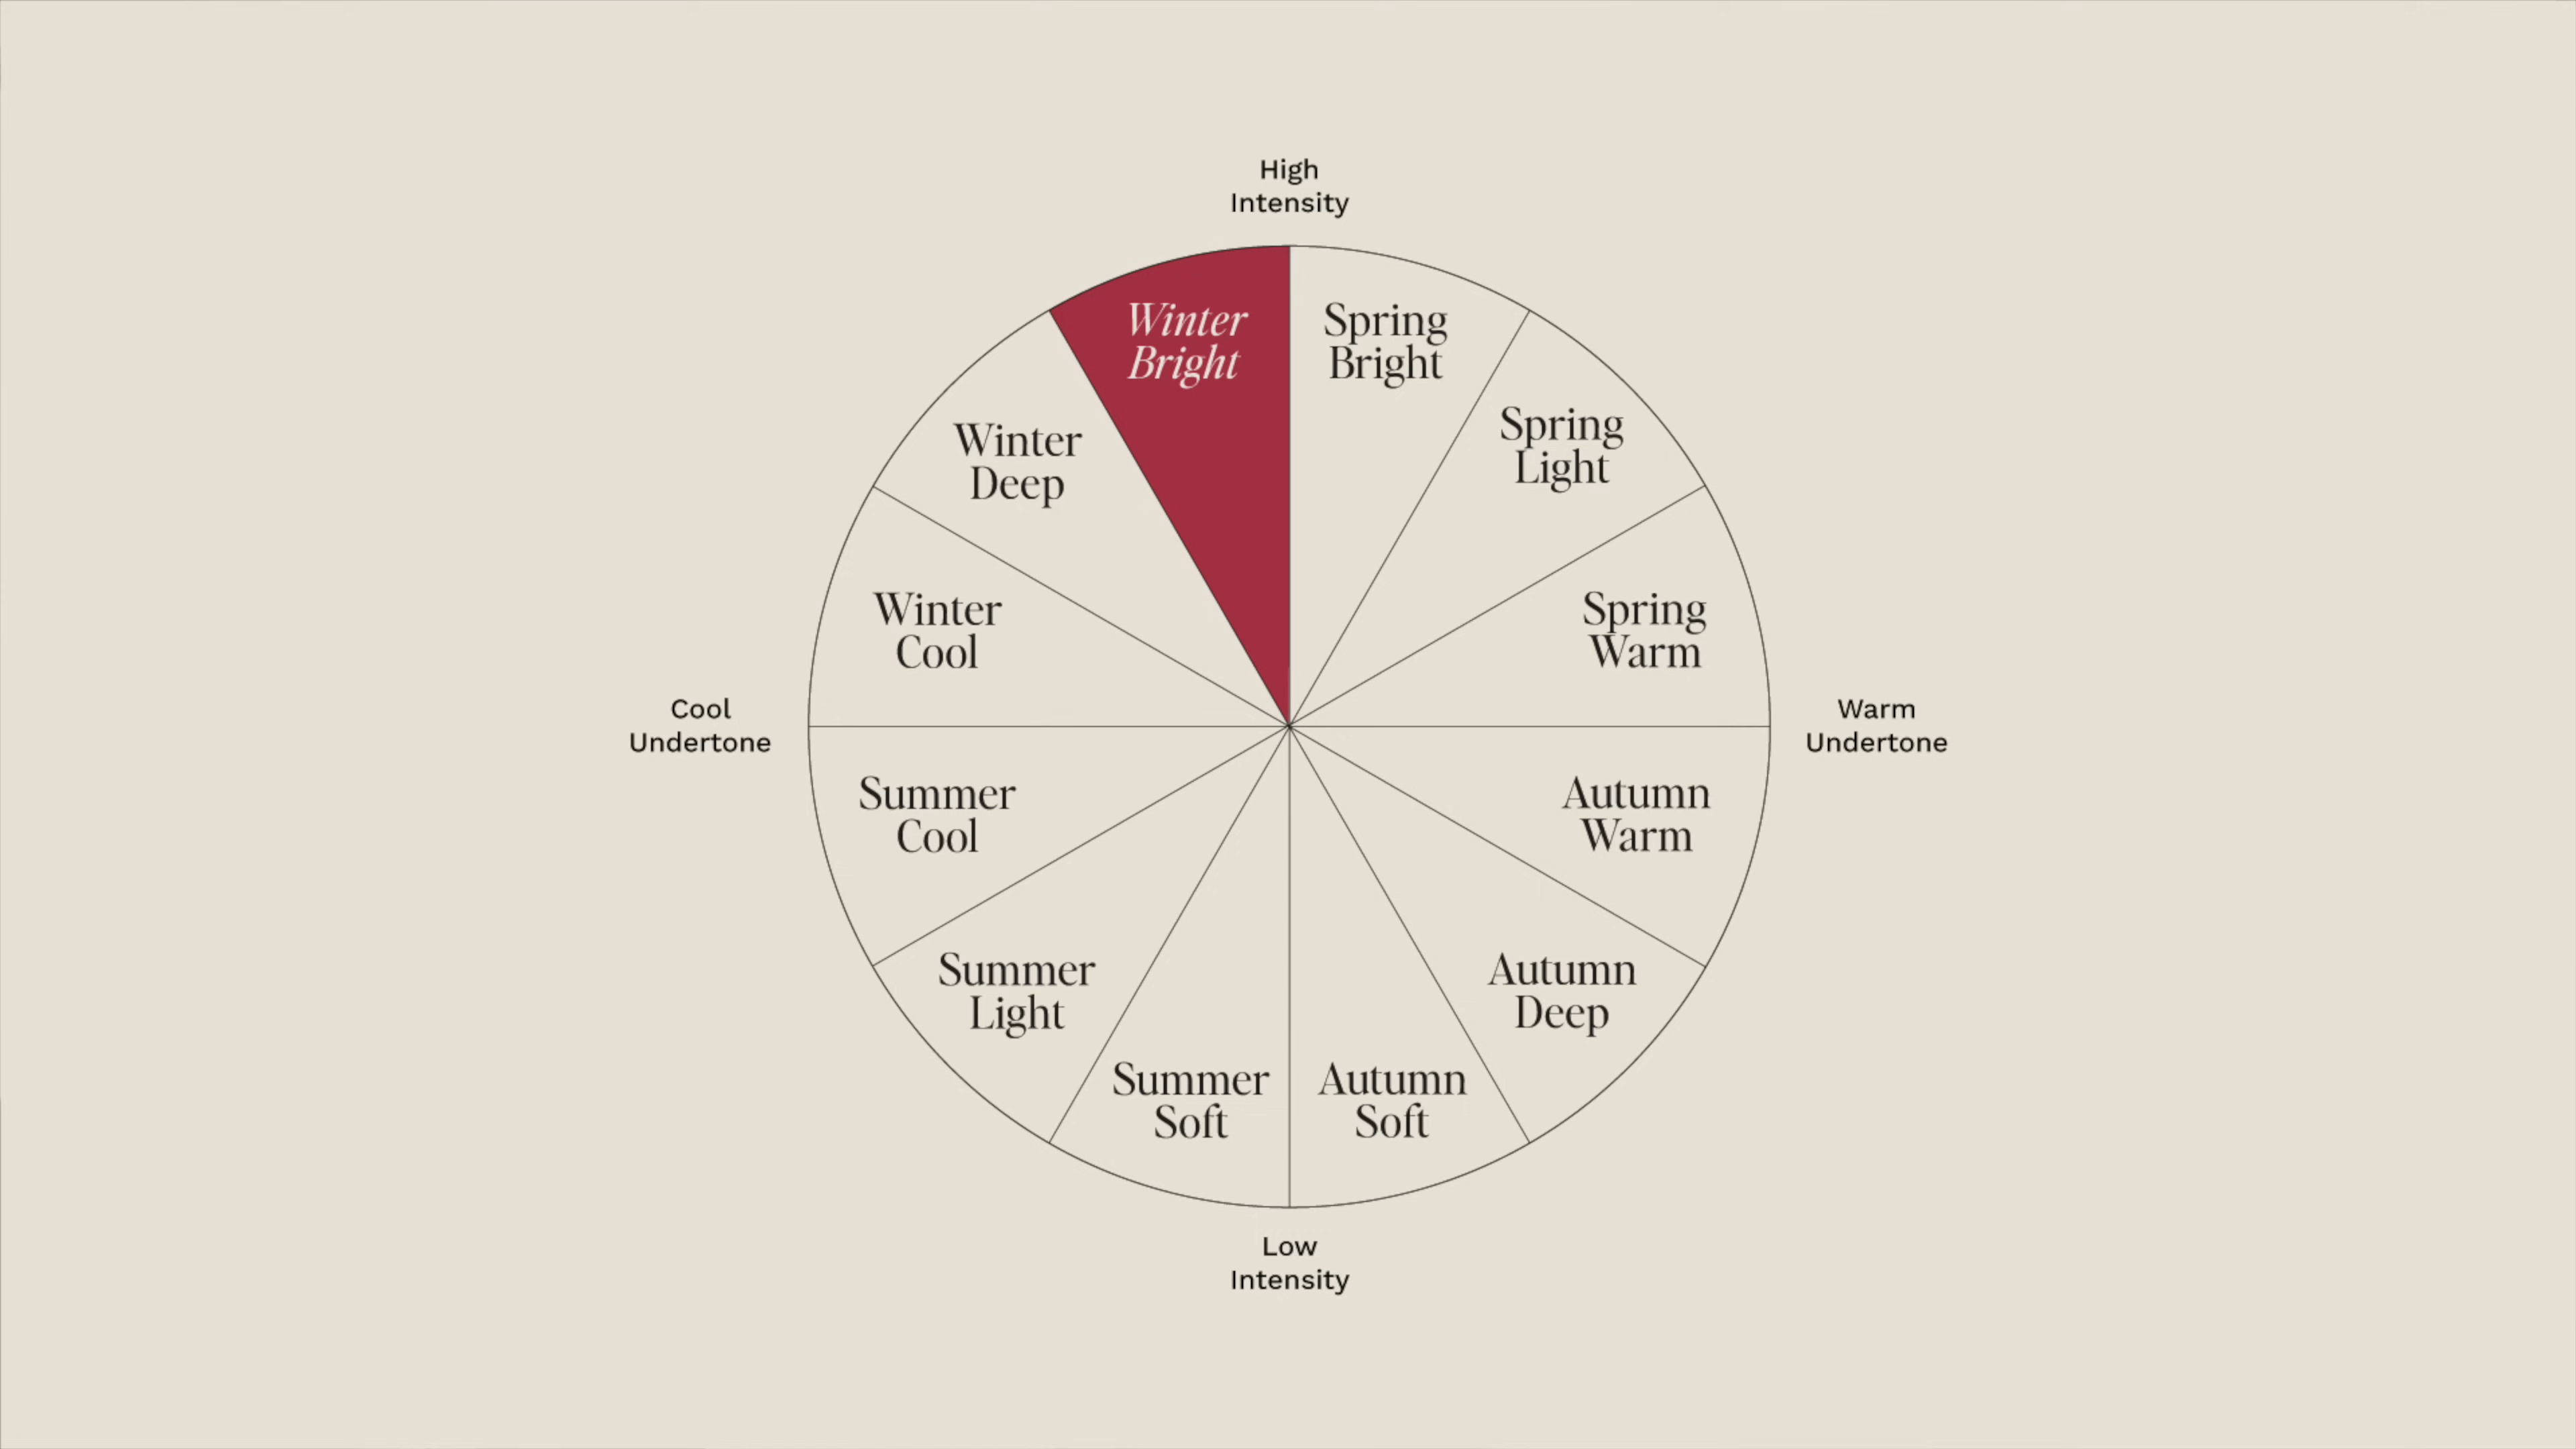 High
Intensity
Winter
Bright
Spring
Bright
Spring
Light
Spring
Warm
Warm
Undertone
Autumn
Warm
Autumn
Deep
Autumn
Soft
Low
Intensity
Summer
Soft
Summer
Light
Summer
Cool
Cool
Undertone
Winter
Cool
Winter
Deep